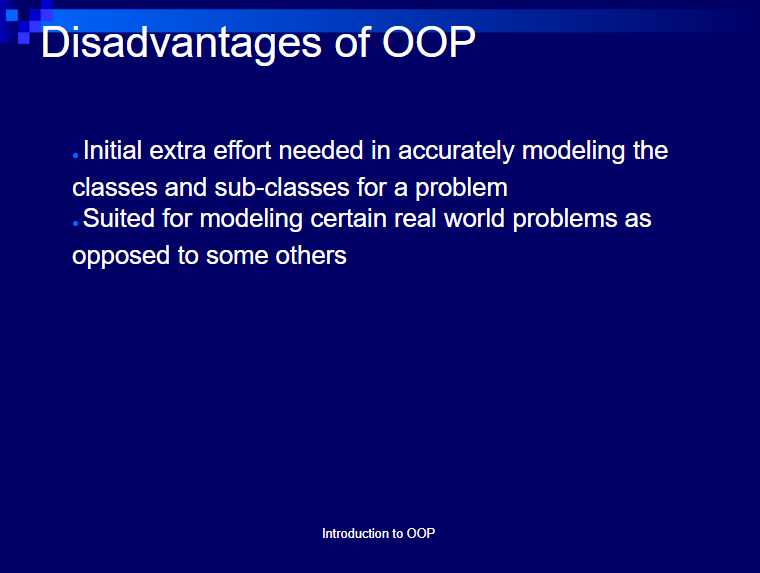 Disadvantages of OOP
• Initial extra effort needed in accurately modeling the
classes and sub-classes for a problem
• Suited for modeling certain real world problems as
opposed to some others
Introduction to OOP